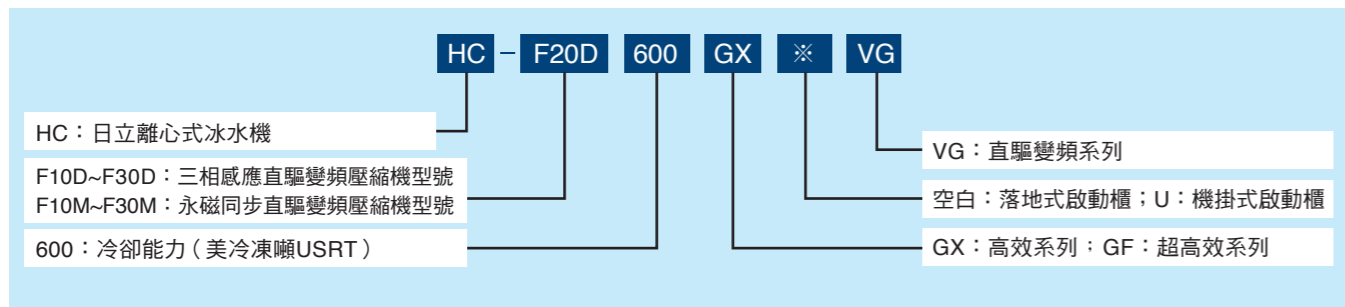 HC－F20D 600 GX ※ VG
HC：日立離心式冰水機
F10D~F30D：三相感應直驅變頻壓縮機型號
F10M~F30M：永磁同步直驅變頻壓縮機型號
600：冷卻能力（美冷凍噸USRT）
VG：直驅變頻系列
空白：落地式啟動櫃；U：機掛式啟動櫃
GX：高效系列；GF：超高效系列